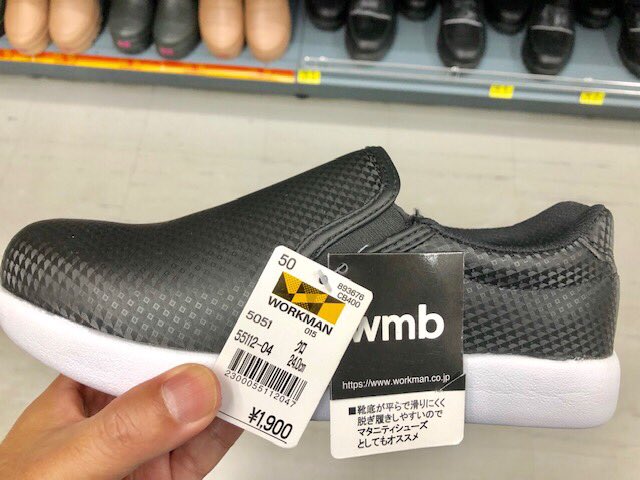 50
893678
CB400
WORKMAN
5051 015
55112-04 クロ
24.0cm
2300055112047
¥1,900
wmb
https://www.workman.co.jp
■靴底が平らで滑りにくく
脱ぎ履きしやすいので
マタニティシューズ
としてもオススメ